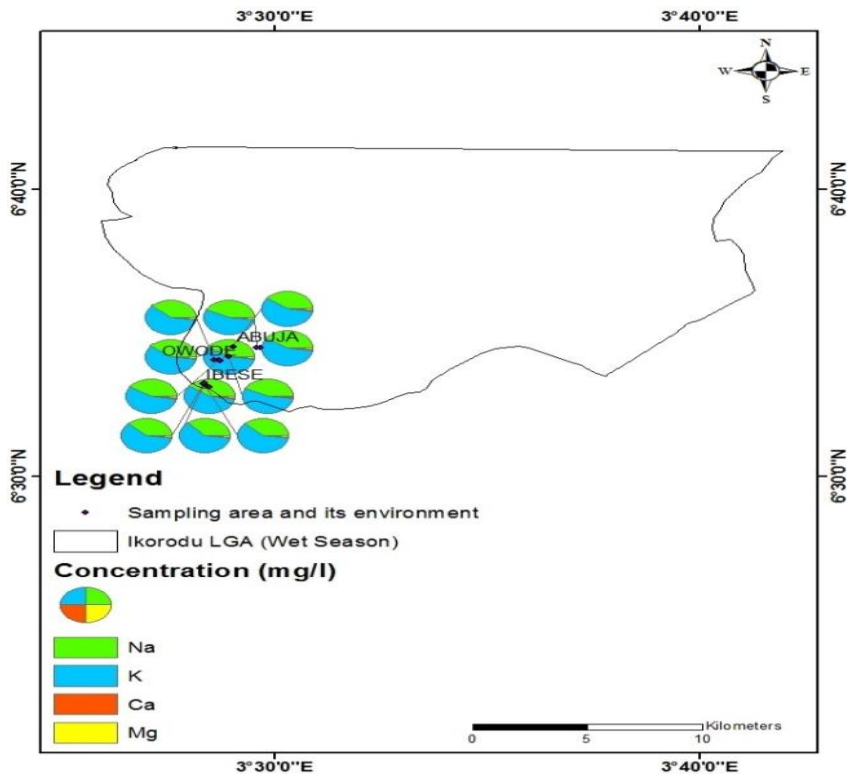 3°30'0"E 3°40'0"E
N
W E
S
6°40'0"N 6°40'0"N
ABUJA
OWODE
IBESE
6°30'0"N 6°30'0"N
Legend
Sampling area and its environment
Ikorodu LGA (Wet Season)
Concentration (mg/l)
Na
K
Ca
Mg
Kilometers
0 5 10
3°30'0"E 3°40'0"E